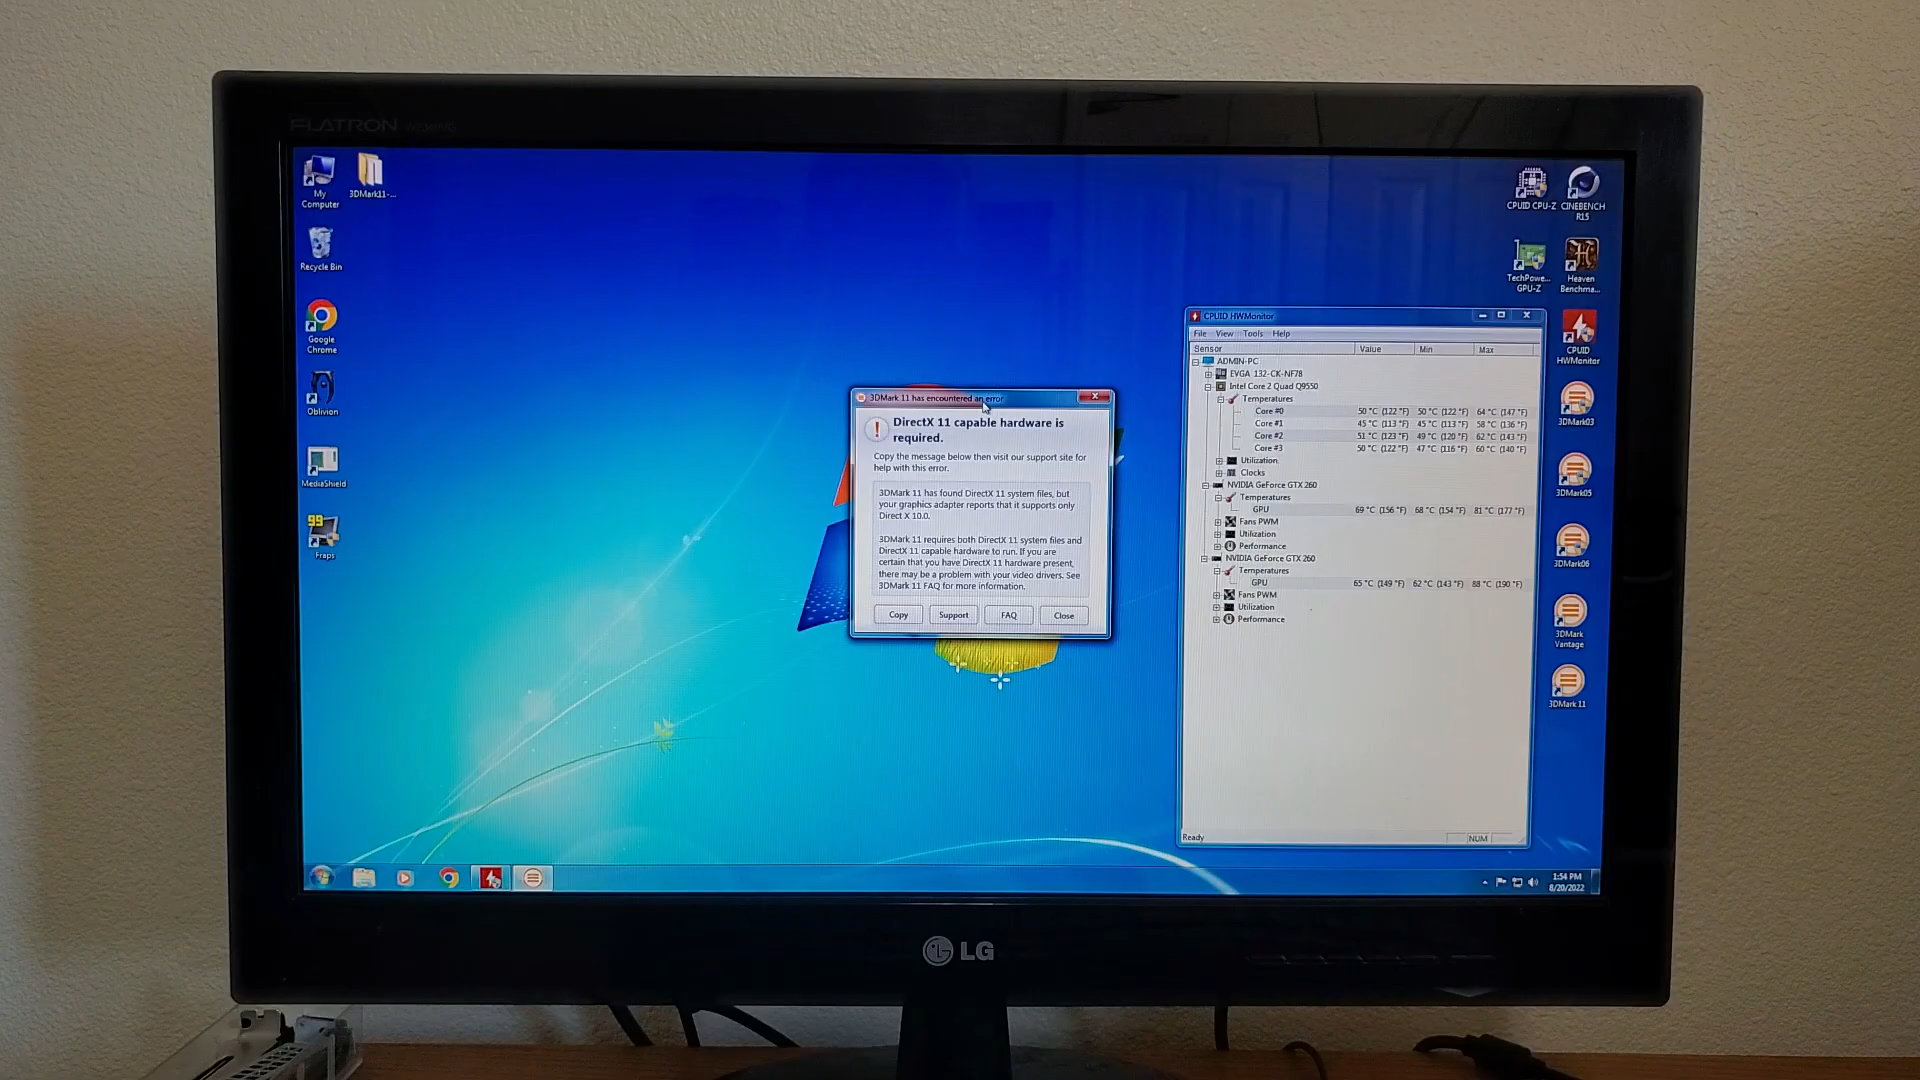 FLATRON
My
Computer
3DMark11-...
Recycle Bin
Google
Chrome
Oblivion
MediaShield
99
Fraps
CPUID CPU-Z
CINEBENCH
R15
TechPowe...
GPU-Z
Heaven
Benchma...
CPUID
HWMonitor
3DMark03
3DMark05
3DMark06
3DMark
Vantage
3DMark 11
3DMark 11 has encountered an error
DirectX 11 capable hardware is
required.
Copy the message below then visit our support site for
help with this error.
3DMark 11 has found DirectX 11 system files, but
your graphics adapter reports that it supports only
Direct X 10.0.
3DMark 11 requires both DirectX 11 system files and
DirectX 11 capable hardware to run. If you are
certain that you have DirectX 11 hardware present,
there may be a problem with your video drivers. See
3DMark 11 FAQ for more information.
Copy Support FAQ Close
CPUID HWMonitor
File View Tools Help
Sensor Value Min Max
ADMIN-PC
EVGA 132-CK-NF78
Intel Core 2 Quad Q9550
Temperatures
Core #0 50 °C (122 °F) 50 °C (122 °F) 64 °C (147 °F)
Core #1 45 °C (113 °F) 45 °C (113 °F) 58 °C (136 °F)
Core #2 51 °C (123 °F) 49 °C (120 °F) 62 °C (143 °F)
Core #3 50 °C (122 °F) 47 °C (116 °F) 60 °C (140 °F)
Utilization
Clocks
NVIDIA GeForce GTX 260
Temperatures
GPU 69 °C (156 °F) 68 °C (154 °F) 81 °C (177 °F)
Fans PWM
Utilization
Performance
NVIDIA GeForce GTX 260
Temperatures
GPU 65 °C (149 °F) 62 °C (143 °F) 88 °C (190 °F)
Fans PWM
Utilization
Performance
Ready NUM
1:54 PM
8/20/2022
LG